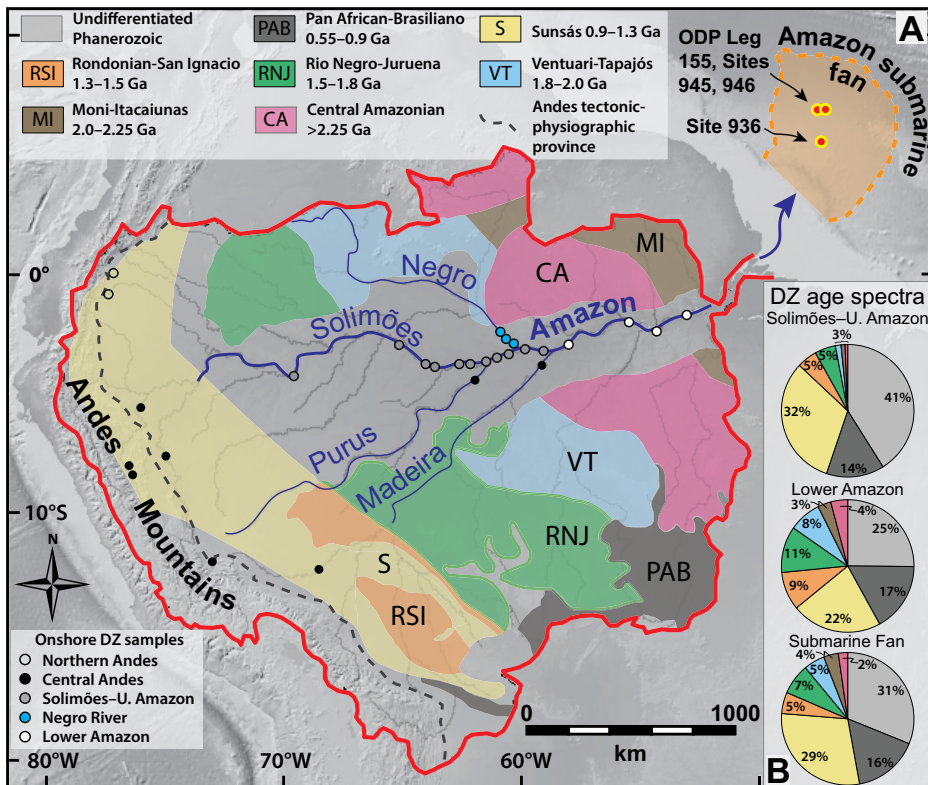 Undifferentiated
Phanerozoic
PAB
Pan African-Brasiliano
0.55–0.9 Ga
S
Sunsás 0.9–1.3 Ga
RSI
Rondonian-San Ignacio
1.3–1.5 Ga
RNJ
Rio Negro-Juruena
1.5–1.8 Ga
VT
Ventuari-Tapajós
1.8–2.0 Ga
MI
Moni-Itacaiunas
2.0–2.25 Ga
CA
Central Amazonian
>2.25 Ga
Andes tectonic-
physiographic
province
A
ODP Leg
155, Sites
945, 946
Site 936
Amazon submarine
fan
0°
10°S
80°W
70°W
60°W
MI
CA
Negro
Amazon
Solimões
Purus
Madeira
Andes
Mountains
VT
RNJ
PAB
S
RSI
N
Onshore DZ samples
Northern Andes
Central Andes
Solimões–U. Amazon
Negro River
Lower Amazon
0
1000
km
DZ age spectra
Solimões–U. Amazon
3%
5%
5%
41%
32%
14%
Lower Amazon
3%
4%
8%
25%
11%
9%
17%
22%
Submarine Fan
4%
2%
5%
7%
31%
5%
29%
16%
B